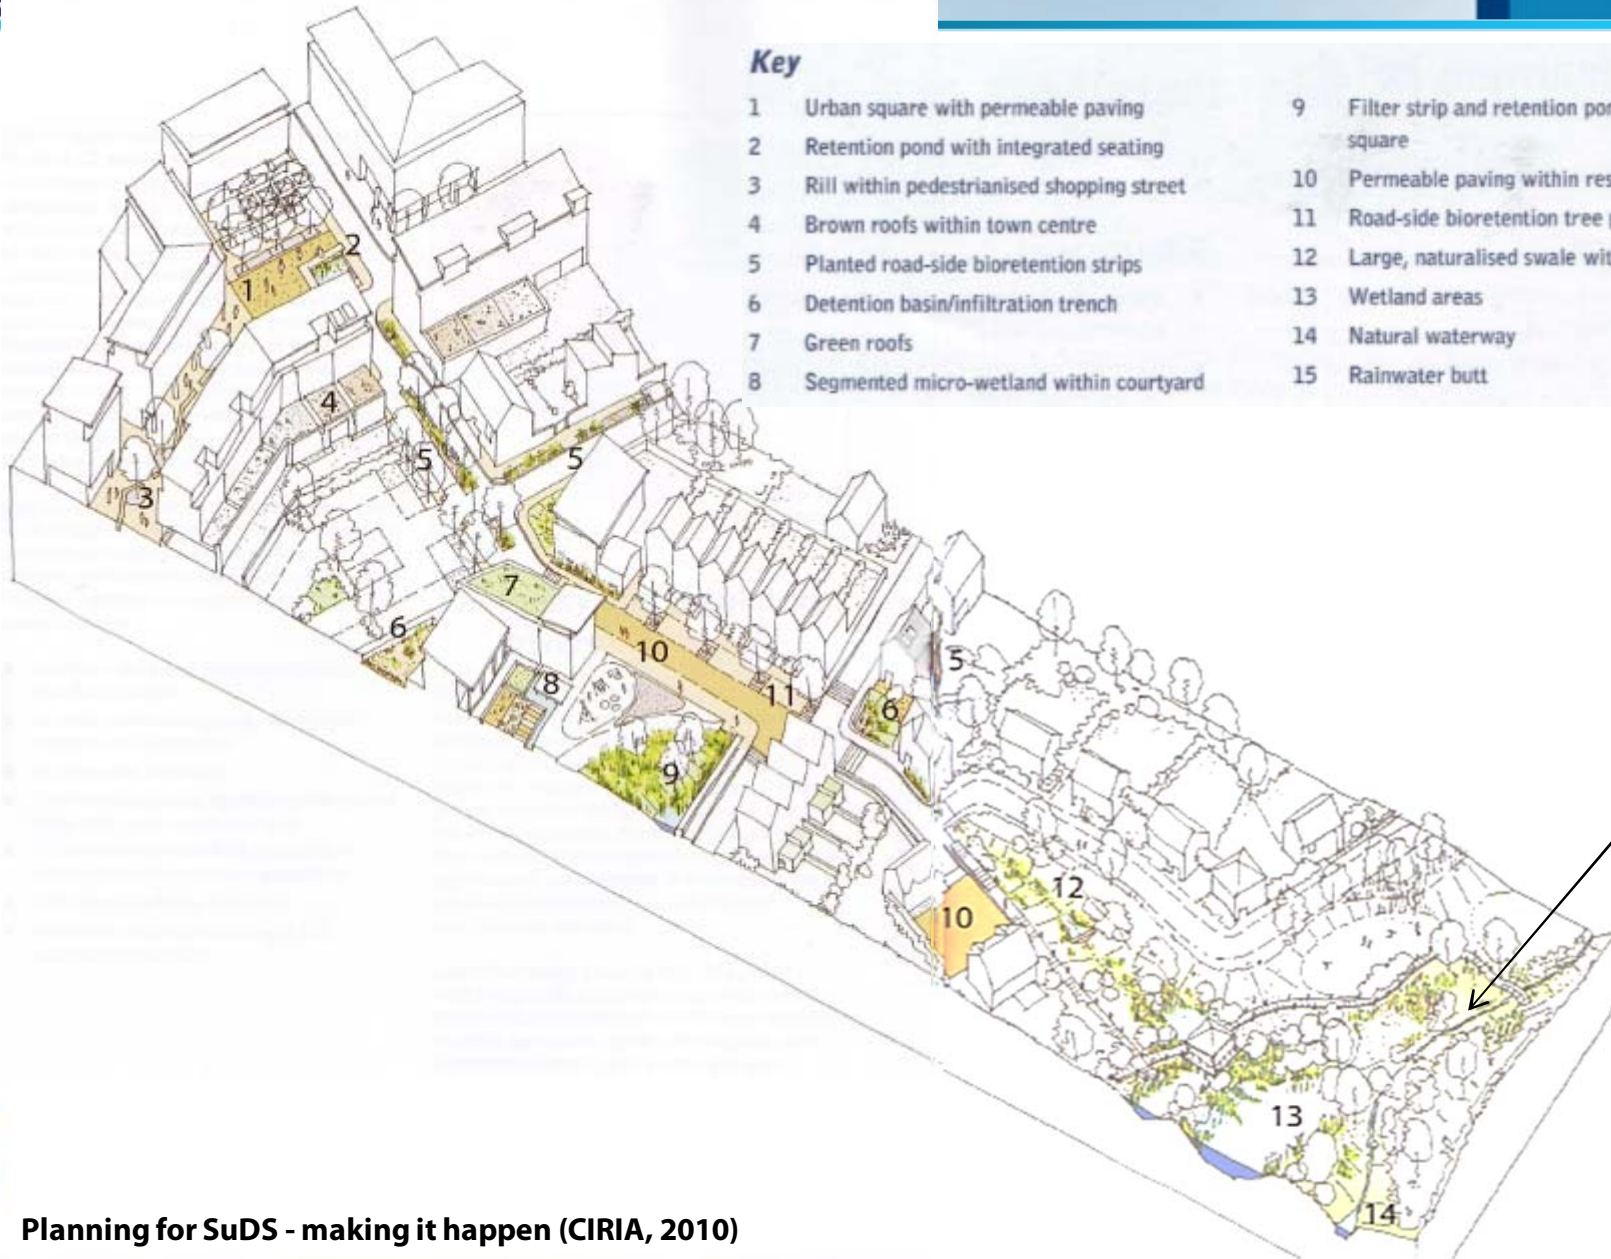 Key
1 Urban square with permeable paving
2 Retention pond with integrated seating
3 Rill within pedestrianised shopping street
4 Brown roofs within town centre
5 Planted road-side bioretention strips
6 Detention basin/infiltration trench
7 Green roofs
8 Segmented micro-wetland within courtyard
9 Filter strip and retention
square
10 Permeable paving within
11 Road-side bioretention tree
12 Large, naturalised swale
13 Wetland areas
14 Natural waterway
15 Rainwater butt
2
1
4
5
5
3
7
6
10
5
8
11
6
9
12
10
13
14
Planning for SuDS - making it happen (CIRIA, 2010)